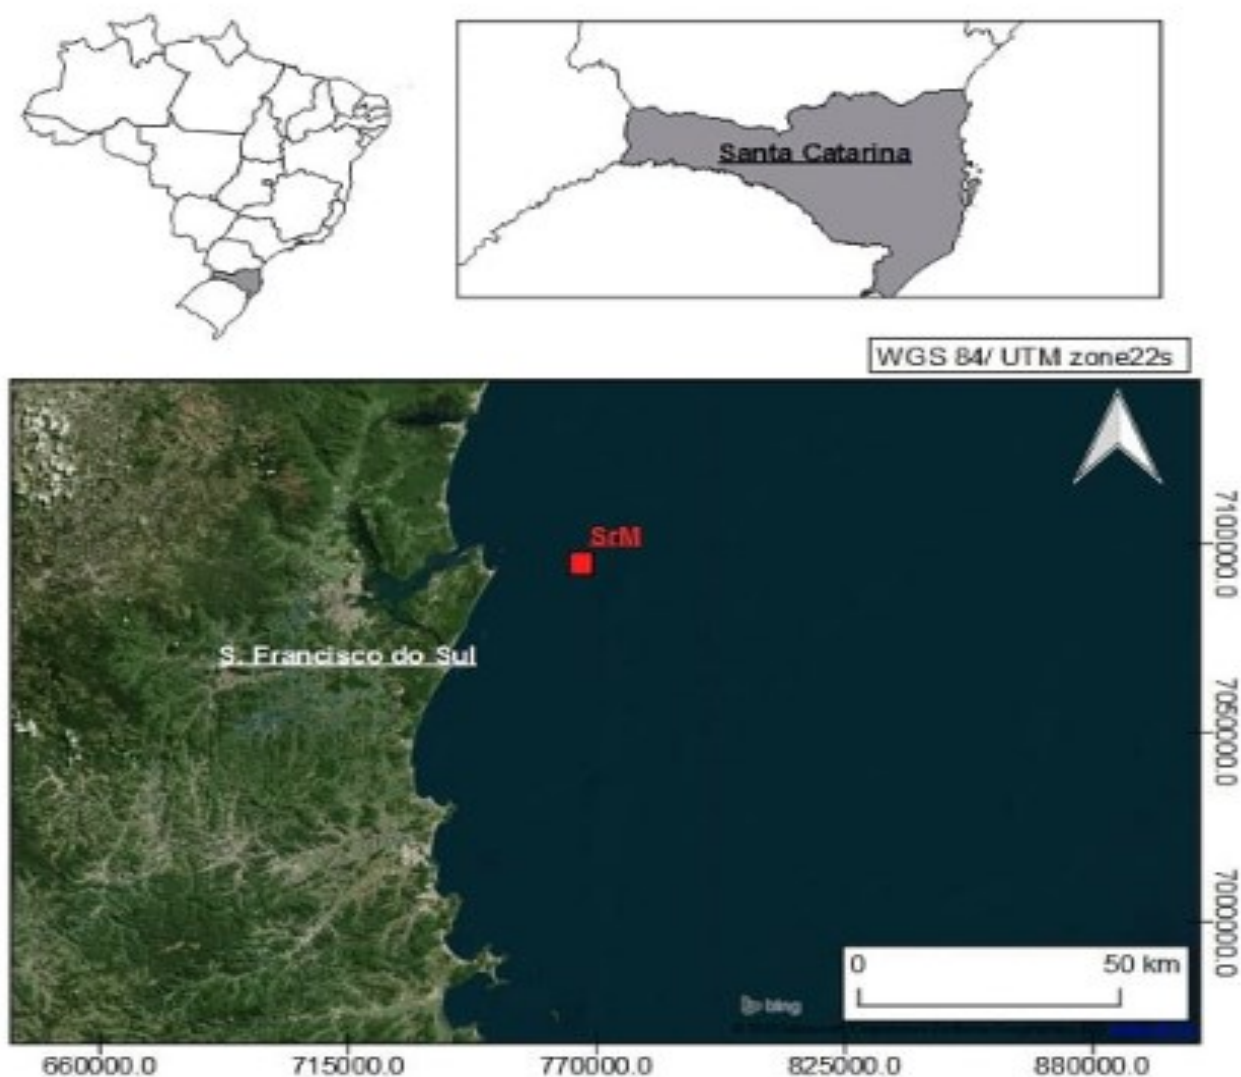 Santa Catarina
WGS 84/ UTM zone22s
SrM
7100000.0
S. Francisco do Sul
7050000.0
7000000.0
0 50 km
bing
660000.0 715000.0 770000.0 825000.0 880000.0